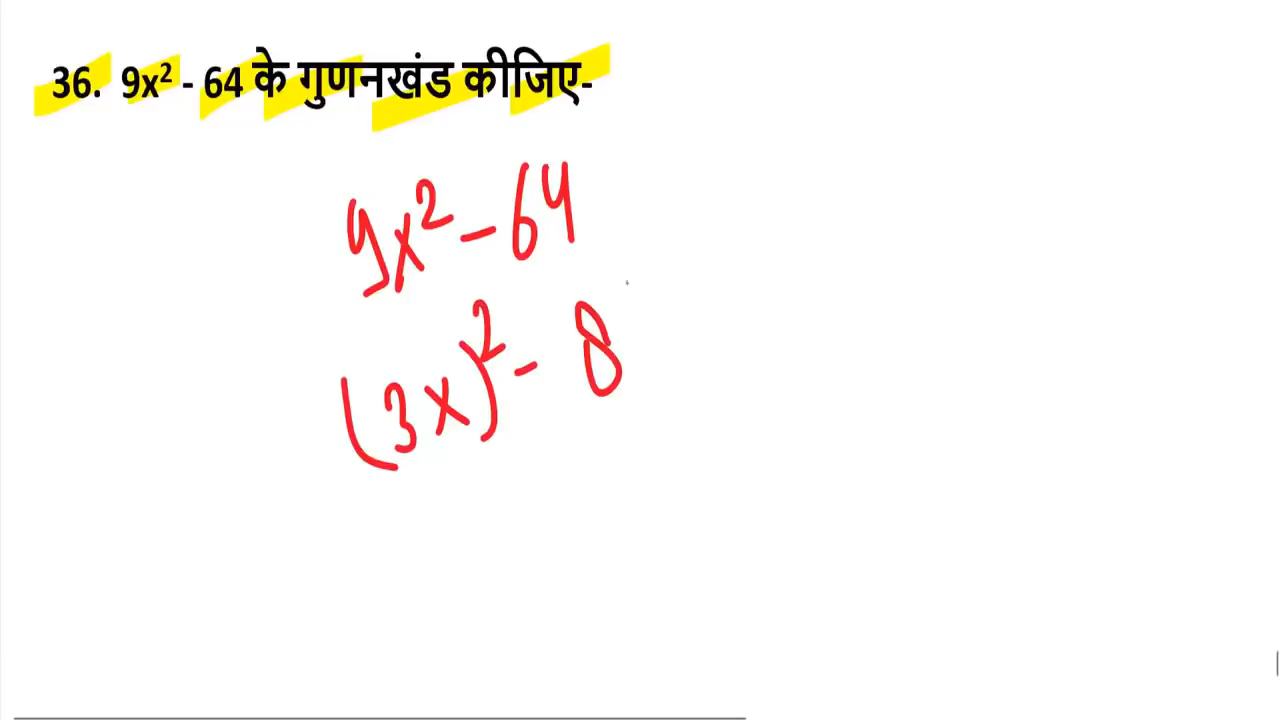 36. 9x² - 64 के गुणनखंड कीजिए-
9x² - 64
(3x)² - 8